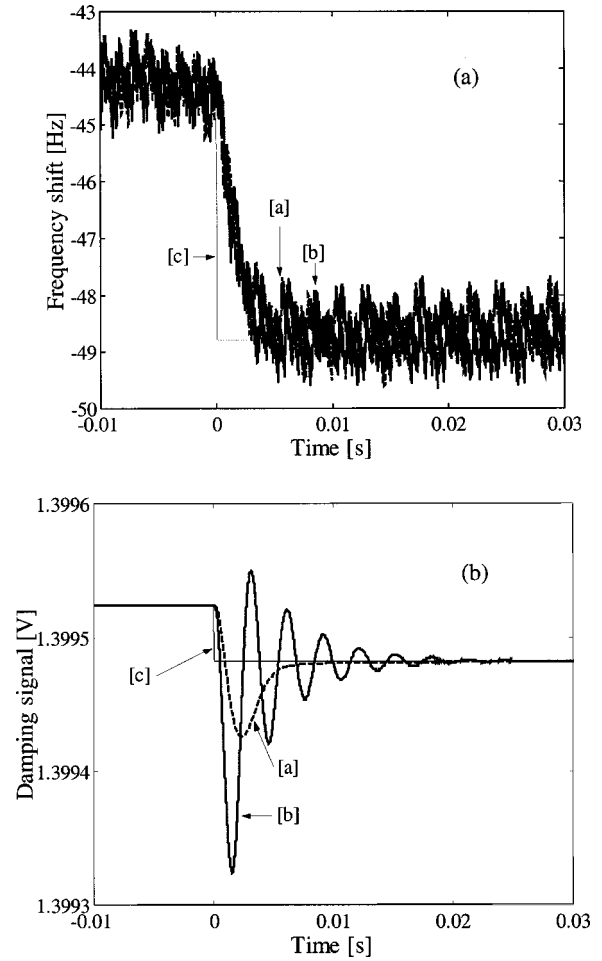 -43
-44
-45
-46
-47
-48
-49
-50
Frequency shift [Hz]
(a)
[a]
[b]
[c]
-0.01
0
0.01
0.02
0.03
Time [s]
1.3996
1.3995
1.3994
1.3993
Damping signal [V]
(b)
[c]
[a]
[b]
-0.01
0
0.01
0.02
0.03
Time [s]